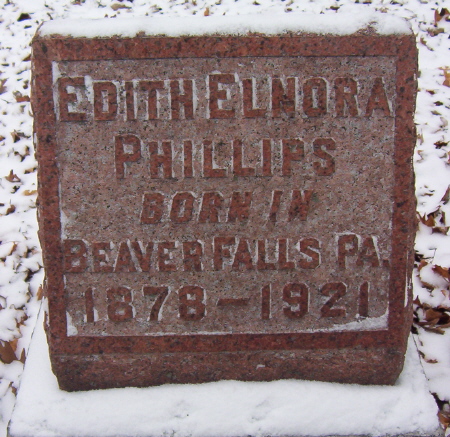 EDITH ELNORA
PHILLIPS
BORN IN
BEAVER FALLS PA.
1878-1921